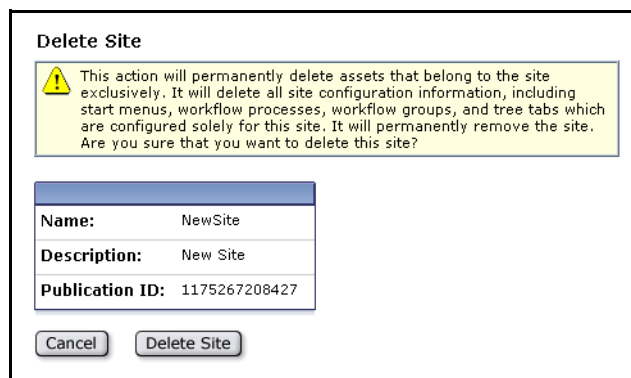 Delete Site
This action will permanently delete assets that belong to the site
exclusively. It will delete all site configuration information, including
start menus, workflow processes, workflow groups, and tree tabs which
are configured solely for this site. It will permanently remove the site.
Are you sure that you want to delete this site?
Name: NewSite
Description: New Site
Publication ID: 1175267208427
Cancel Delete Site